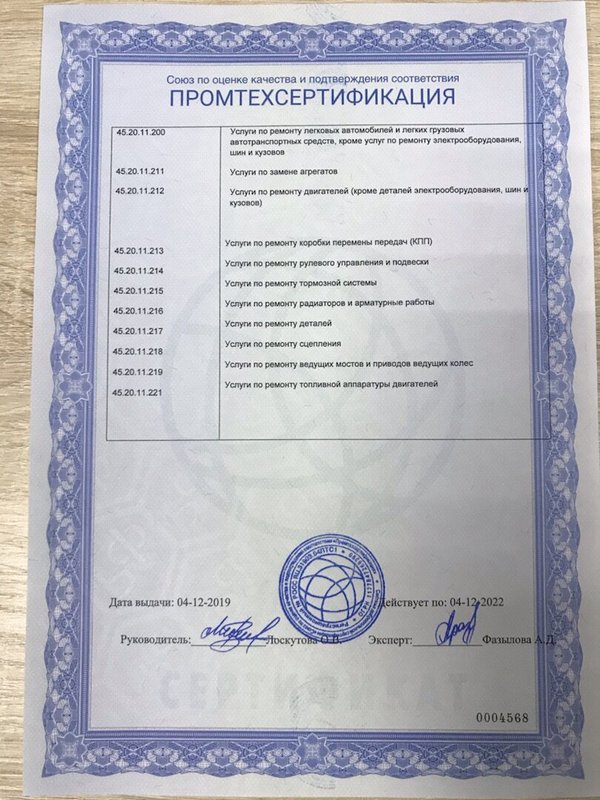 Союз по оценке качества и подтверждения соответствия
ПРОМТЕХСЕРТИФИКАЦИЯ
45.20.11.200 Услуги по ремонту легковых автомобилей и легких грузовых
автотранспортных средств, кроме услуг по ремонту электрооборудования,
шин и кузовов
45.20.11.211 Услуги по замене агрегатов
45.20.11.212 Услуги по ремонту двигателей (кроме деталей электрооборудования, шин и
кузовов)
45.20.11.213 Услуги по ремонту коробки перемены передач (КПП)
45.20.11.214 Услуги по ремонту рулевого управления и подвески
45.20.11.215 Услуги по ремонту тормозной системы
45.20.11.216 Услуги по ремонту радиаторов и арматурные работы
45.20.11.217 Услуги по ремонту деталей
45.20.11.218 Услуги по ремонту сцепления
45.20.11.219 Услуги по ремонту ведущих мостов и приводов ведущих колес
45.20.11.221 Услуги по ремонту топливной аппаратуры двигателей
Дата выдачи: 04-12-2019 Действует по: 04-12-2022
Руководитель: Лоскутова О.В. Эксперт: Фазылова А.Д.
СЕРТИФИКАТ
0004568